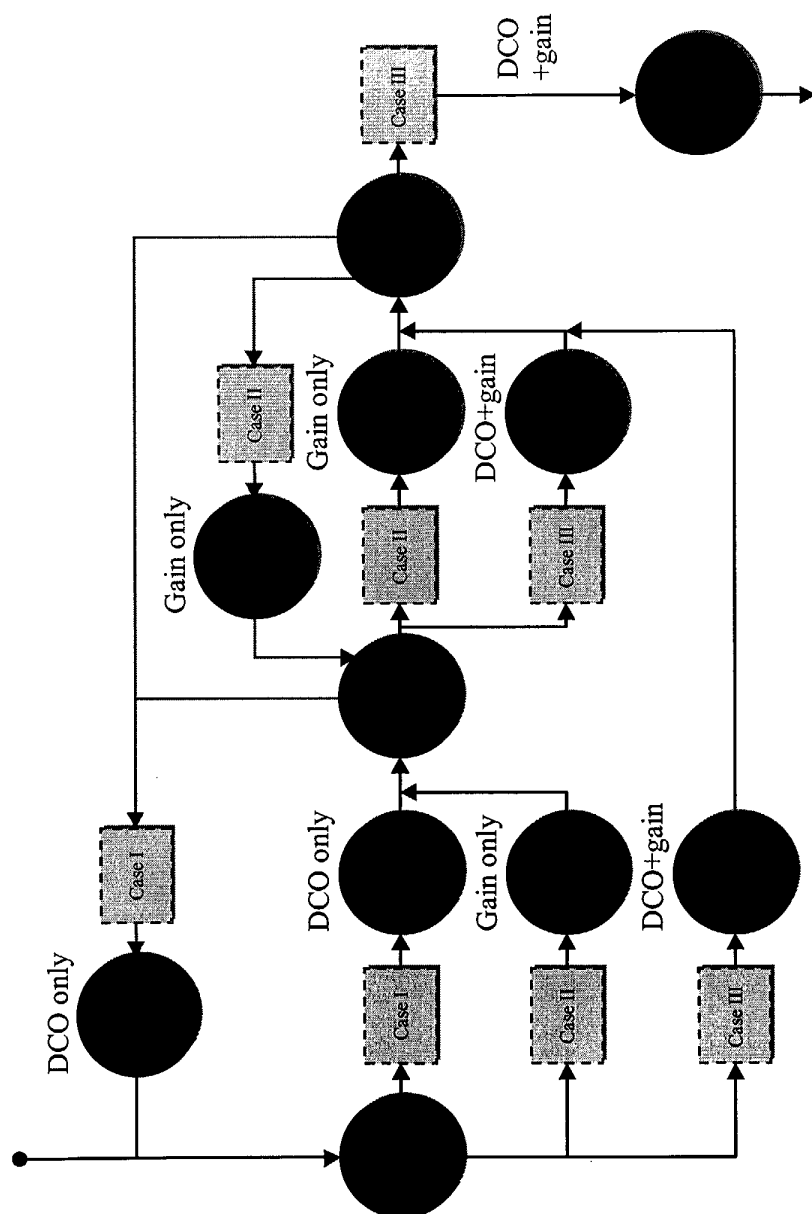 DCO only
Case I
Gain only
Case II
DCO only
Gain only
Case I
Case II
Case III
Gain only
DCO+gain
DCO
+gain
Case II
Case III
DCO+gain
Case III